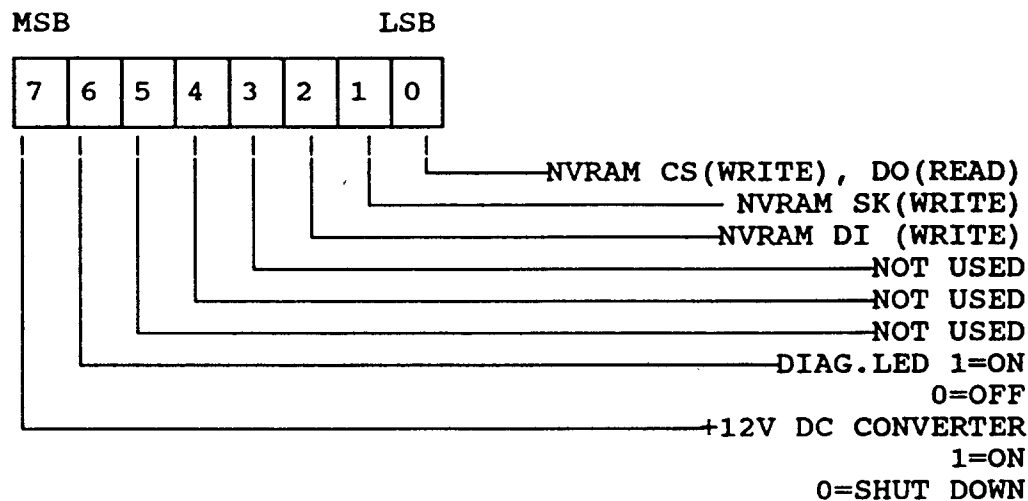 MSB LSB
7 6 5 4 3 2 1 0
NVRAM CS(WRITE), DO(READ)
NVRAM SK(WRITE)
NVRAM DI (WRITE)
NOT USED
NOT USED
NOT USED
DIAG.LED 1=ON
0=OFF
+12V DC CONVERTER
1=ON
0=SHUT DOWN